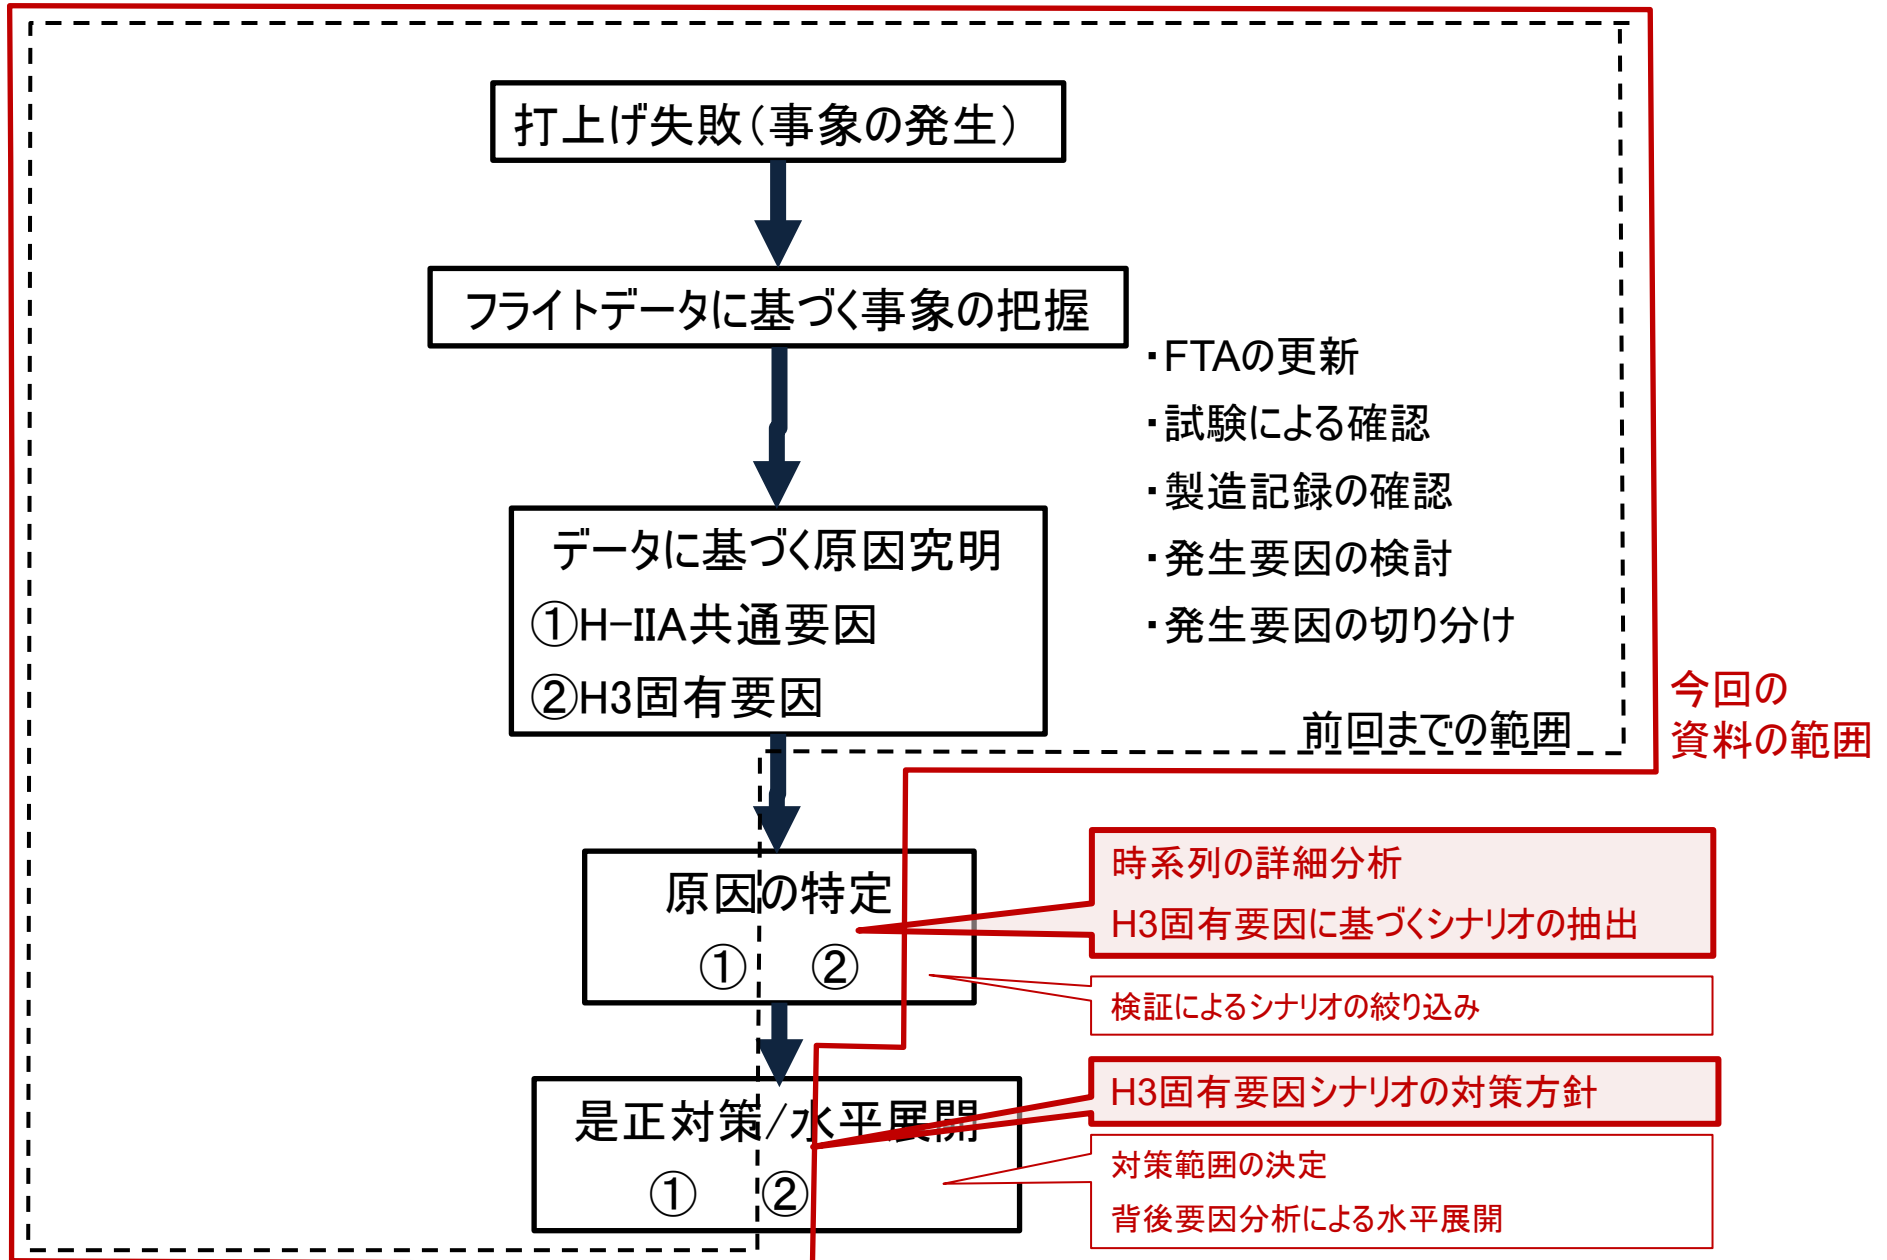 打上げ失敗（事象の発生）
フライトデータに基づく事象の把握
・FTAの更新
・試験による確認
・製造記録の確認
・発生要因の検討
・発生要因の切り分け
データに基づく原因究明
①H-IIA共通要因
②H3固有要因
前回までの範囲
今回の
資料の範囲
原因の特定
① ②
時系列の詳細分析
H3固有要因に基づくシナリオの抽出
検証によるシナリオの絞り込み
是正対策/水平展開
① ②
H3固有要因シナリオの対策方針
対策範囲の決定
背後要因分析による水平展開